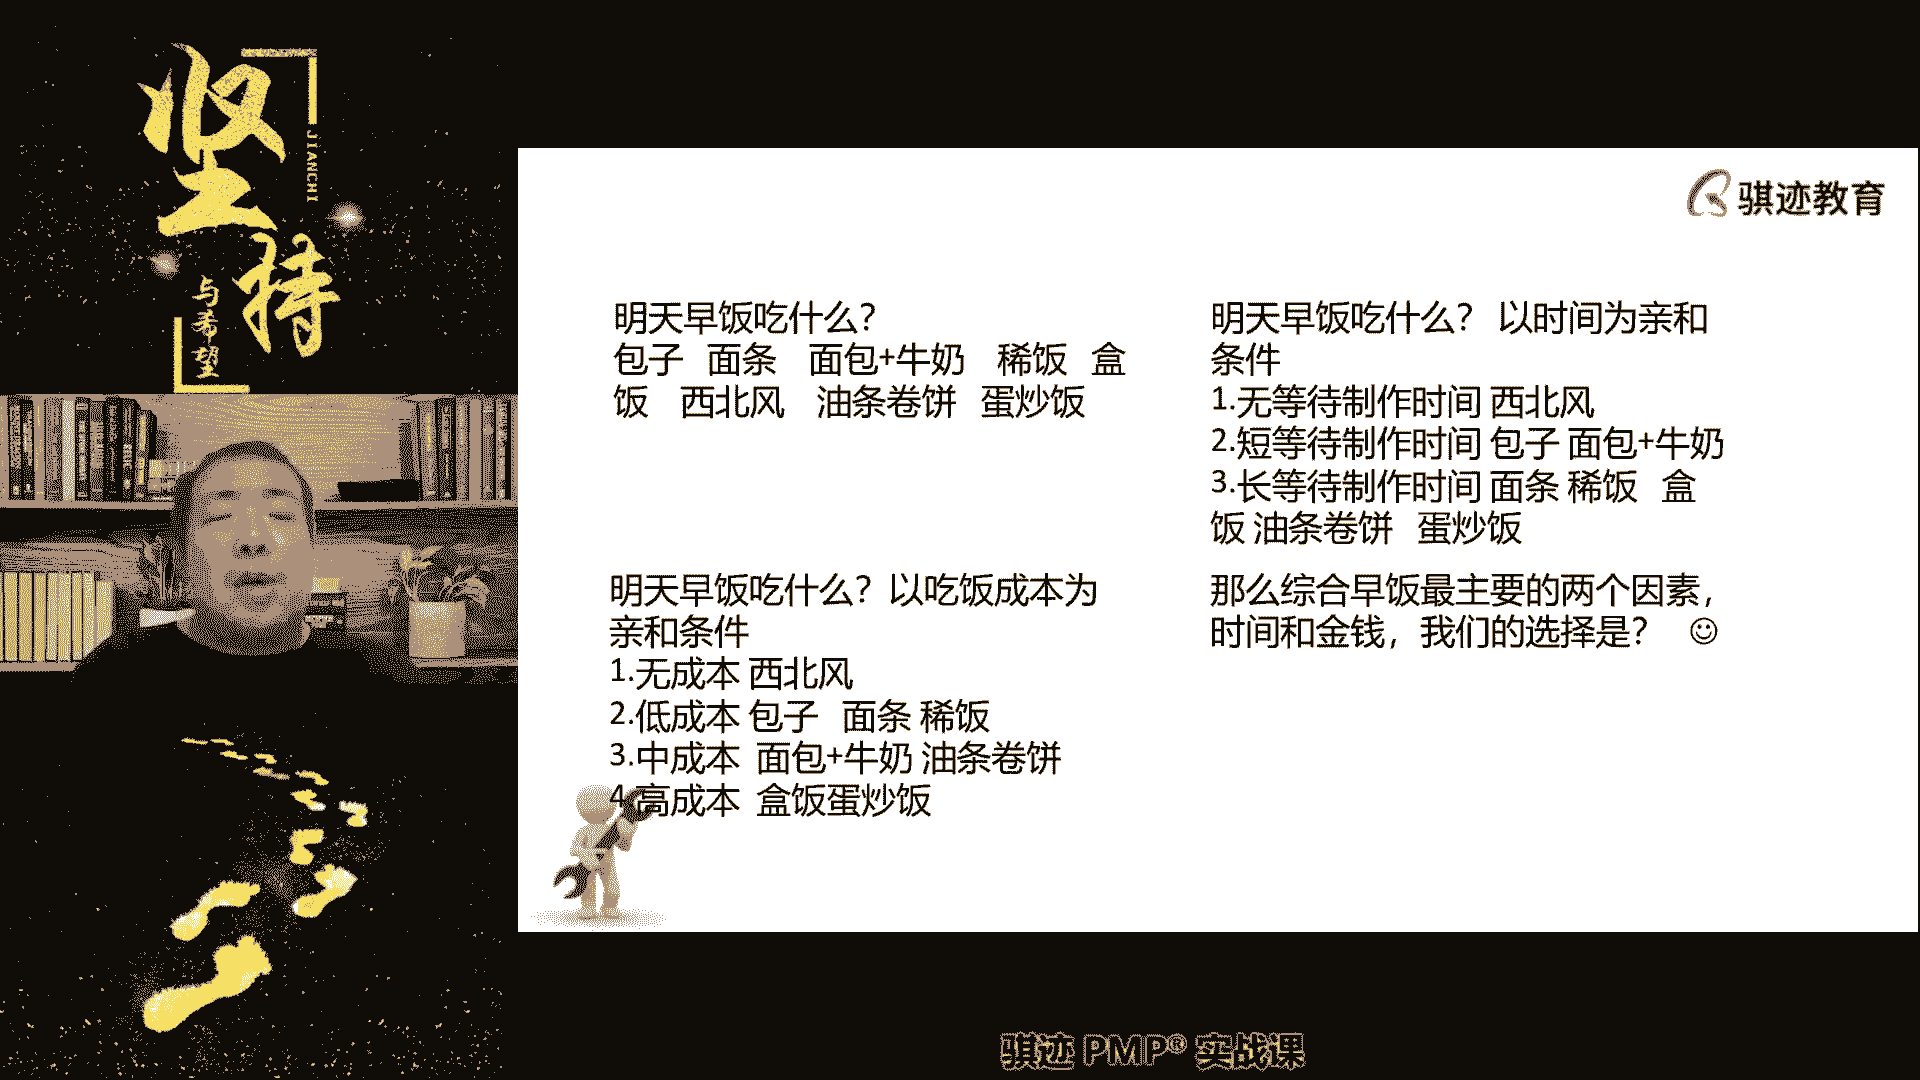 坚持
JIANCHI
与希望
骐迹教育
明天早饭吃什么？
包子 面条 面包+牛奶 稀饭 盒
饭 西北风 油条卷饼 蛋炒饭
明天早饭吃什么？ 以时间为亲和
条件
1.无等待制作时间 西北风
2.短等待制作时间 包子 面包+牛奶
3.长等待制作时间 面条 稀饭 盒
饭 油条卷饼 蛋炒饭
明天早饭吃什么？以吃饭成本为
亲和条件
1.无成本 西北风
2.低成本 包子 面条 稀饭
3.中成本 面包+牛奶 油条卷饼
4.高成本 盒饭蛋炒饭
那么综合早饭最主要的两个因素，
时间和金钱，我们的选择是？ ☺
骐迹 PMP® 实战课